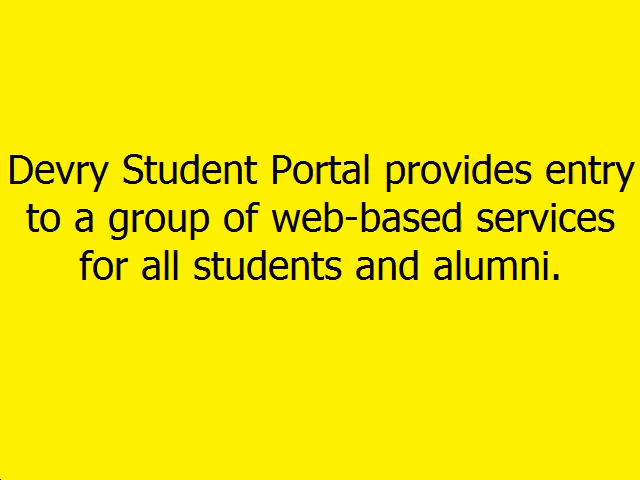 Devry Student Portal provides entry
to a group of web-based services
for all students and alumni.